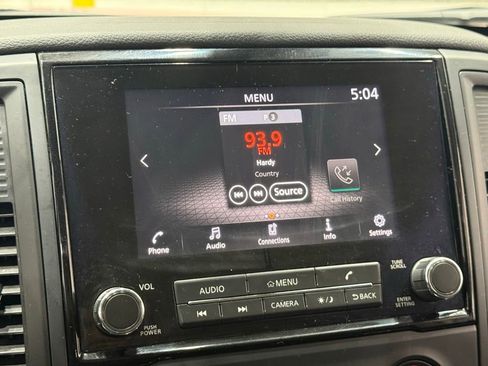 MENU 5:04
FM P 3
93.9
FM
Hardy
Country
Source
Call History
Phone Audio Connections Info Settings
VOL
TUNE
SCROLL
AUDIO MENU
CAMERA BACK
PUSH
POWER
ENTER
SETTING